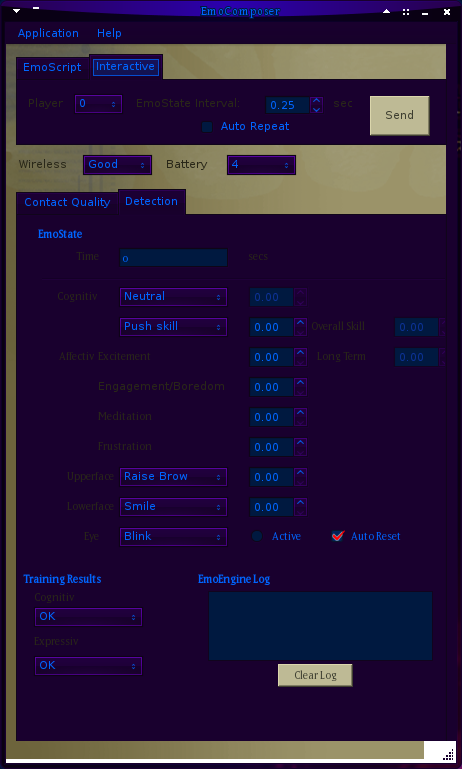 EmoComposer
Application Help
EmoScript Interactive
Player 0 EmoState Interval: 0.25 sec Send
Auto Repeat
Wireless Good Battery 4
Contact Quality Detection
EmoState
Time 0 secs
Cognitiv Neutral 0.00
Push skill 0.00 Overall Skill 0.00
Affectiv Excitement 0.00 Long Term 0.00
Engagement/Boredom 0.00
Meditation 0.00
Frustration 0.00
Upperface Raise Brow 0.00
Lowerface Smile 0.00
Eye Blink Active Auto Reset
Training Results EmoEngine Log
Cognitiv
OK
Expressiv
OK
Clear Log